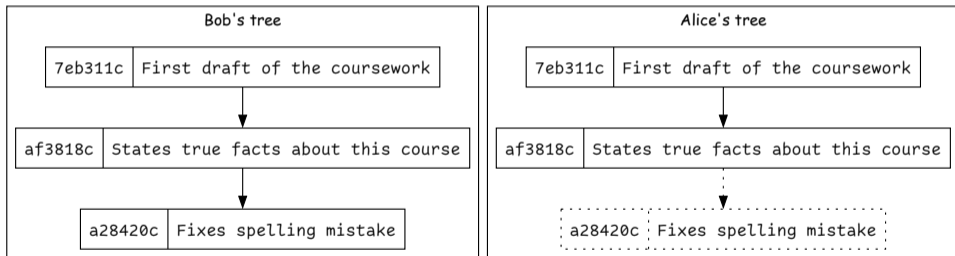 Bob's tree
7eb311c First draft of the coursework
af3818c States true facts about this course
a28420c Fixes spelling mistake
Alice's tree
7eb311c First draft of the coursework
af3818c States true facts about this course
a28420c Fixes spelling mistake